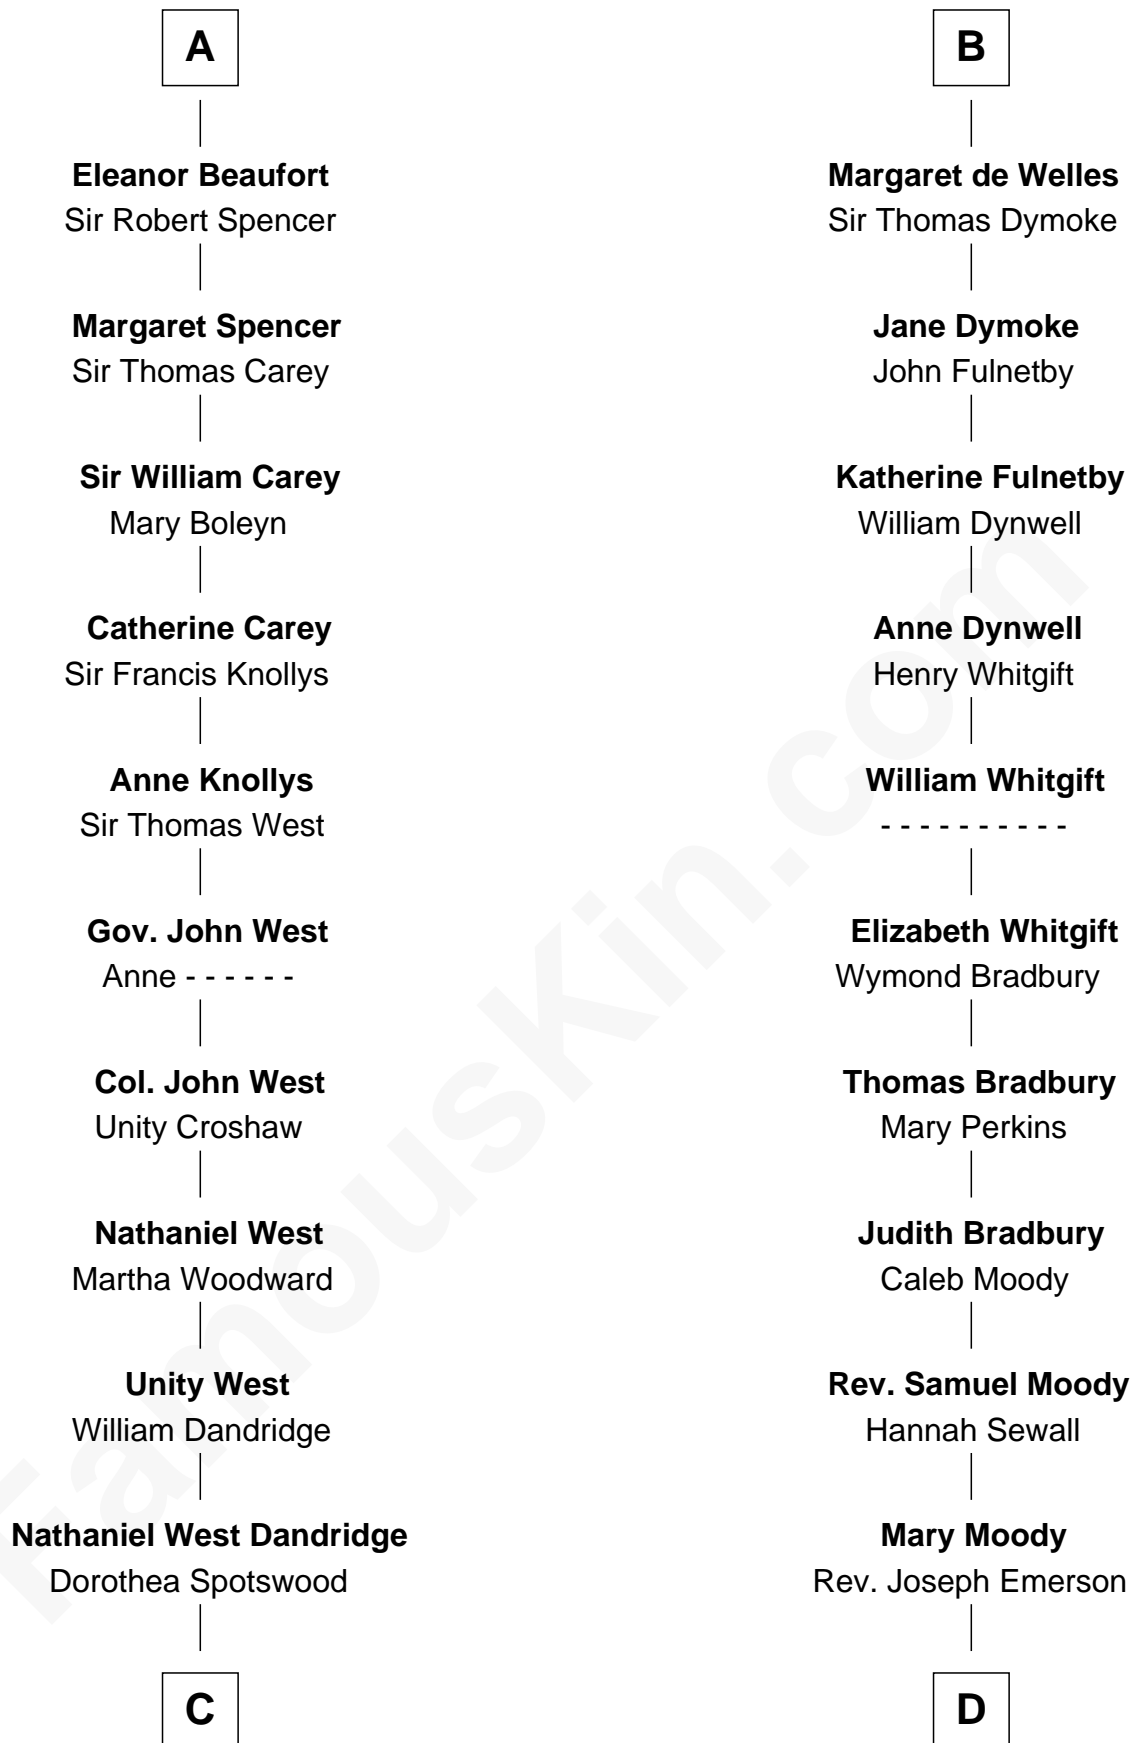 A
Eleanor Beaufort
Sir Robert Spencer
Margaret Spencer
Sir Thomas Carey
Sir William Carey
Mary Boleyn
Catherine Carey
Sir Francis Knollys
Anne Knollys
Sir Thomas West
Gov. John West
Anne - - - - - -
Col. John West
Unity Croshaw
Nathaniel West
Martha Woodward
Unity West
William Dandridge
Nathaniel West Dandridge
Dorothea Spotswood
C
B
Margaret de Welles
Sir Thomas Dymoke
Jane Dymoke
John Fulnetby
Katherine Fulnetby
William Dynwell
Anne Dynwell
Henry Whitgift
William Whitgift
- - - - - - - - - -
Elizabeth Whitgift
Wymond Bradbury
Thomas Bradbury
Mary Perkins
Judith Bradbury
Caleb Moody
Rev. Samuel Moody
Hannah Sewall
Mary Moody
Rev. Joseph Emerson
D
FamousKin.com